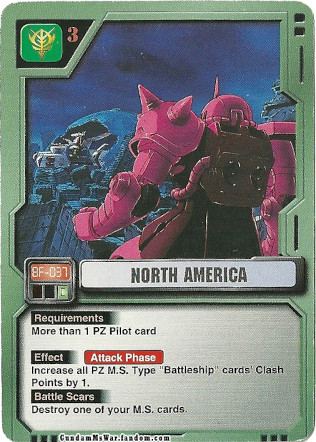 3
BF-037
NORTH AMERICA
Requirements
More than 1 PZ Pilot card
Effect Attack Phase
Increase all PZ M.S. Type "Battleship" cards' Clash
Points by 1.
Battle Scars
Destroy one of your M.S. cards.
GundamMsWar.fandom.com